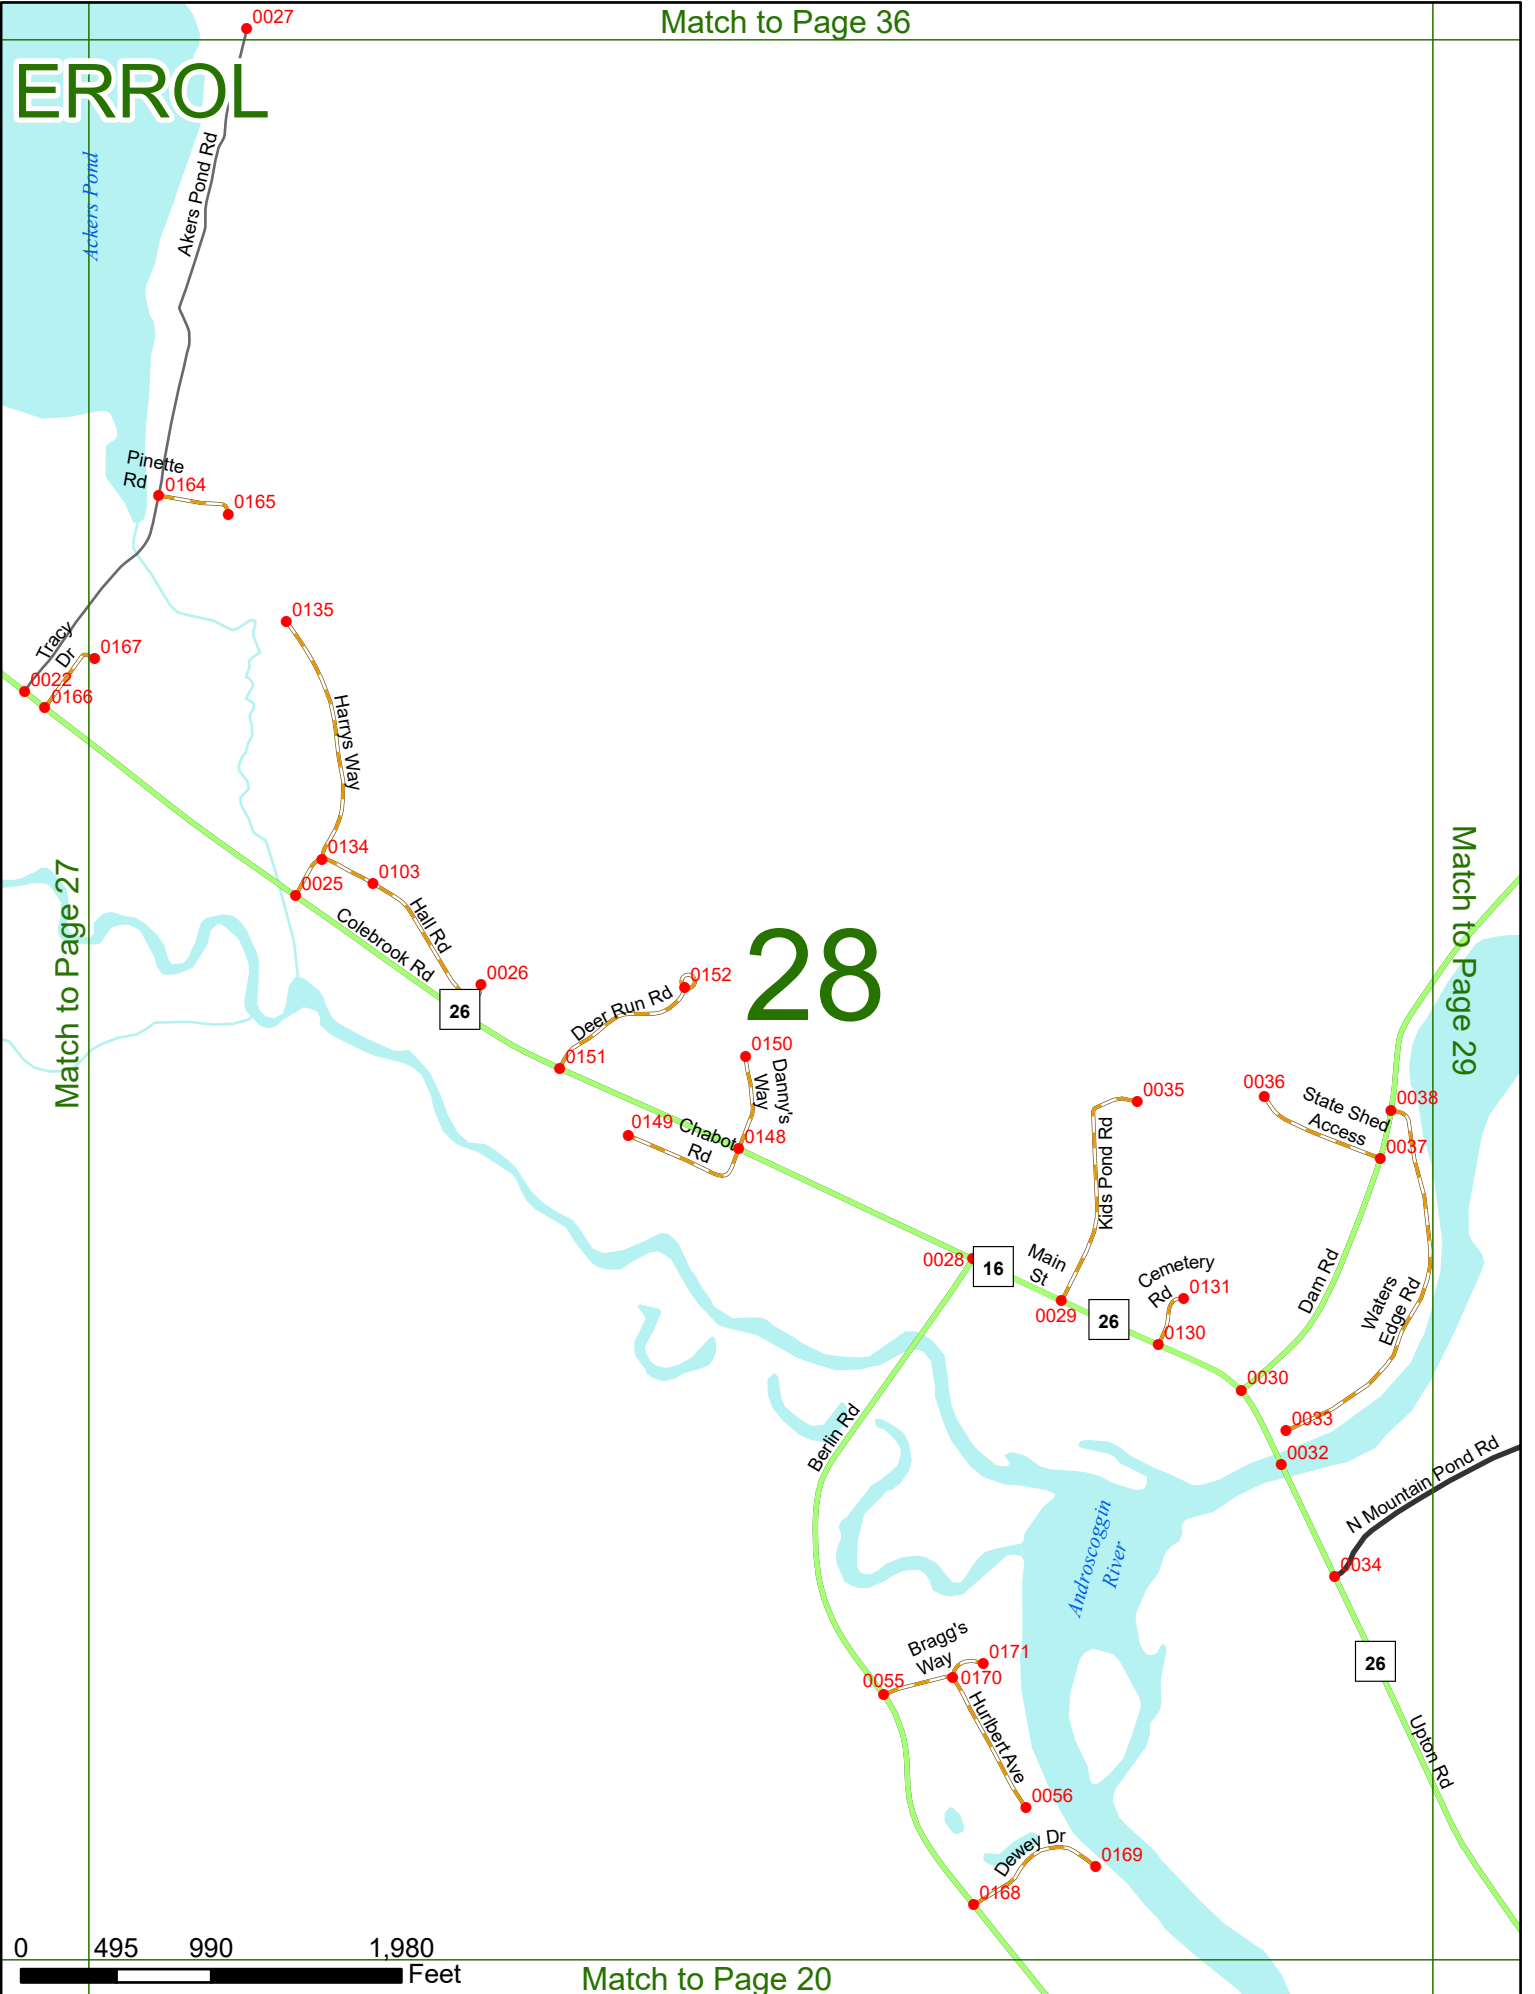 0027
Match to Page 36
ERROL
Ackers Pond
Akers Pond Rd
Pinette
Rd
0164
0165
0135
Tracy
Dr
0167
0022
0166
Harrys Way
0134
0103
0025
Hall Rd
Colebrook Rd
0026
26
28
Match to Page 27
Match to Page 29
Deer Run Rd
0152
0151
0150
Danny's
Way
0149
Chabot
Rd
0148
0035
Kids Pond Rd
0036
State Shed
Access
0038
0037
0028
16
Main
St
0029
26
Cemetery
Rd
0131
0130
Dam Rd
Waters
Edge Rd
0030
0033
0032
Berlin Rd
N Mountain Pond Rd
0034
Androscoggin
River
Bragg's
Way
0171
0170
0055
Hurlbert Ave
0056
26
Upton Rd
Dewey Dr
0169
0168
0 495 990 1,980
Feet
Match to Page 20